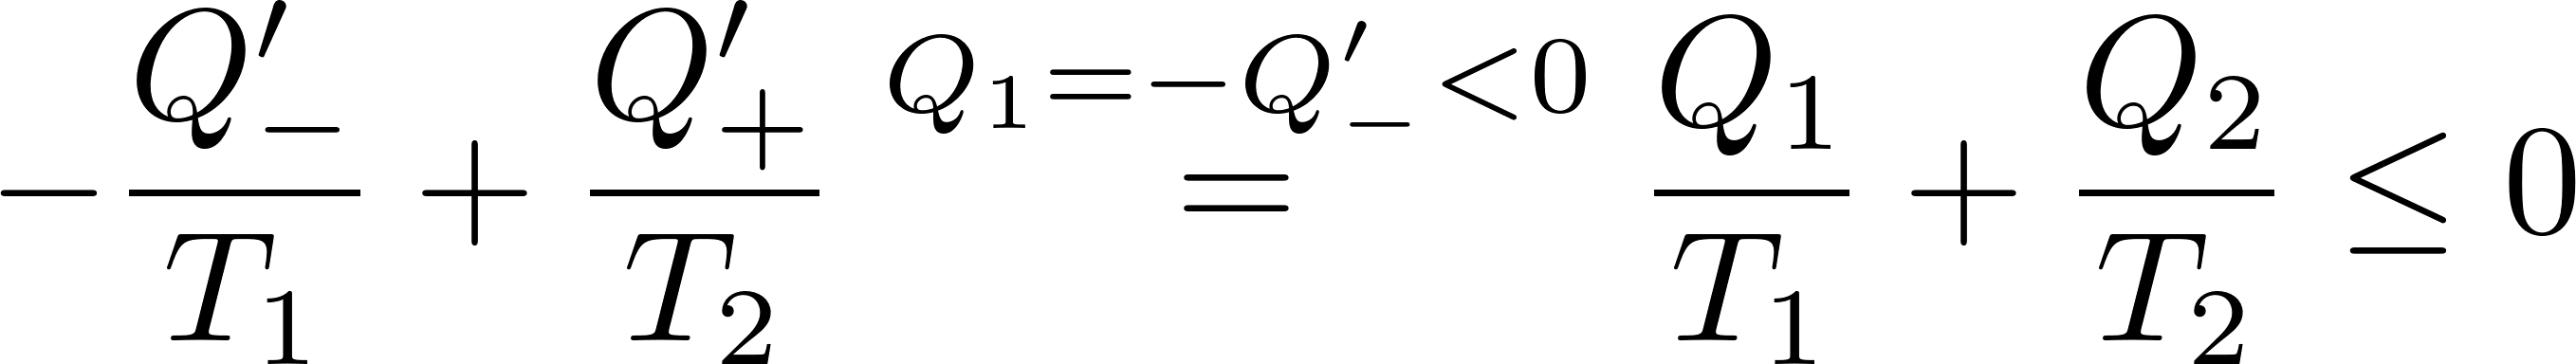 $-\frac{Q'_-}{T_1} + \frac{Q'_+}{T_2} \overset{Q_1=-Q'_-<0}{=} \frac{Q_1}{T_1} + \frac{Q_2}{T_2} \leq 0$